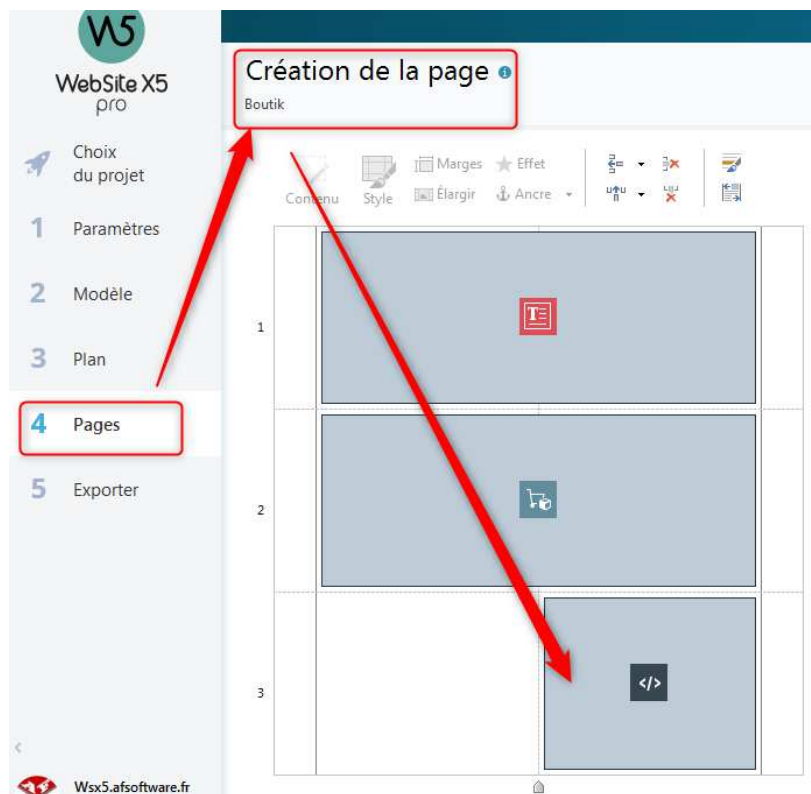 W5
WebSite X5
pro
Choix
du projet
1 Paramètres
2 Modèle
3 Plan
4 Pages
5 Exporter
Wsx5.afsoftware.fr
Création de la page
Boutik
Contenu
Style
Marges
Effet
Élargir
Ancre
1
T
2
3
</>